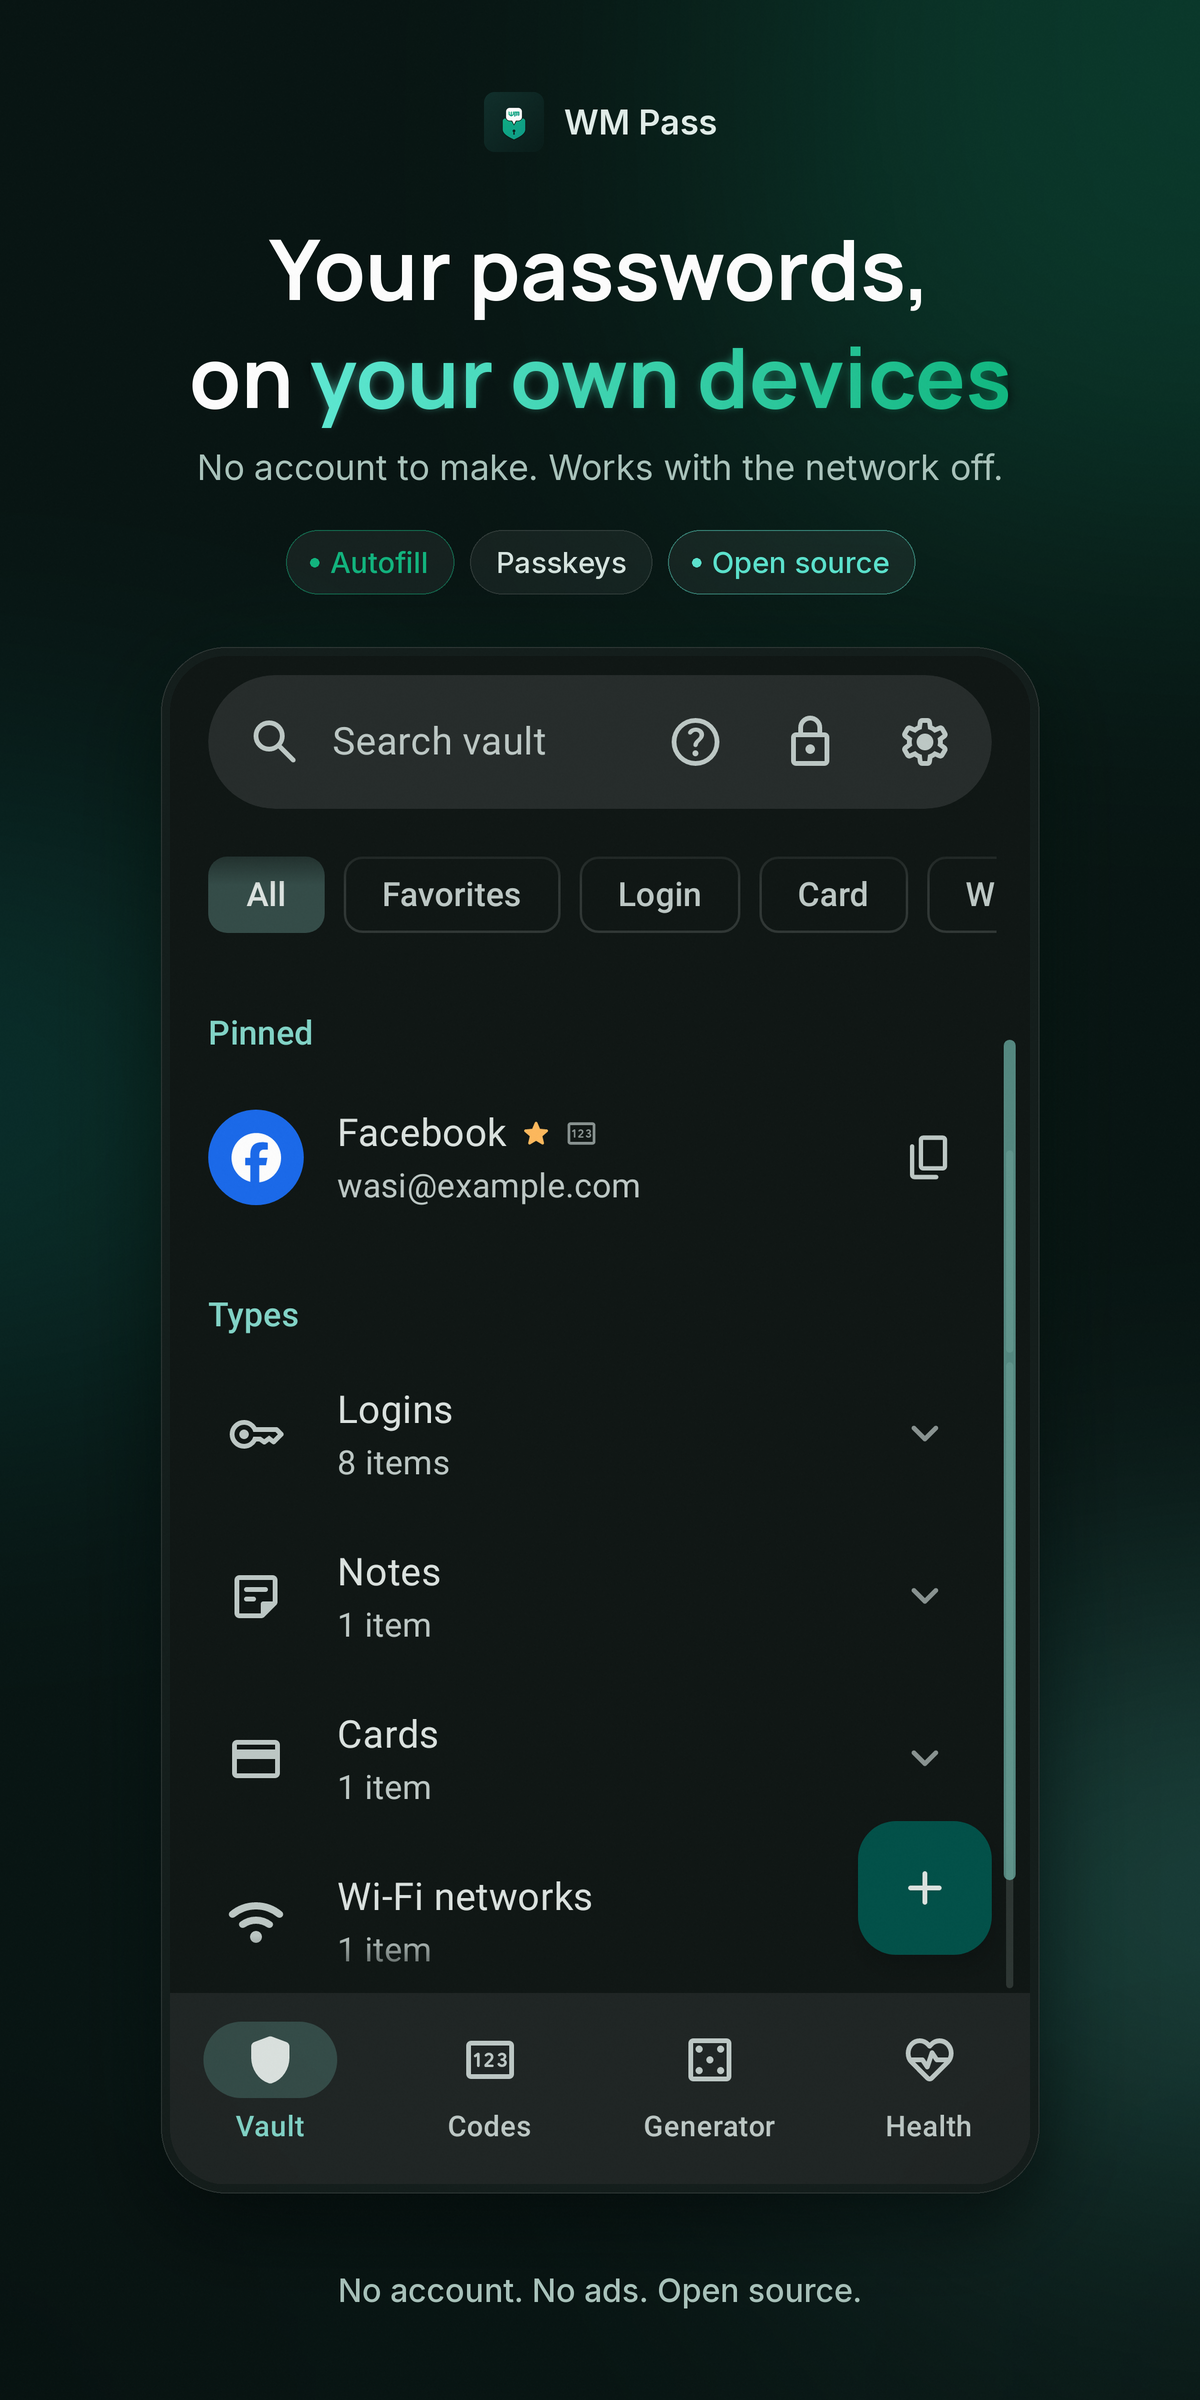 WM Pass
Your passwords,
on your own devices
No account to make. Works with the network off.
• Autofill
Passkeys
• Open source
Search vault
All
Favorites
Login
Card
W
Pinned
Facebook
123
wasi@example.com
Types
Logins
8 items
Notes
1 item
Cards
1 item
Wi-Fi networks
1 item
123
Vault
Codes
Generator
Health
No account. No ads. Open source.